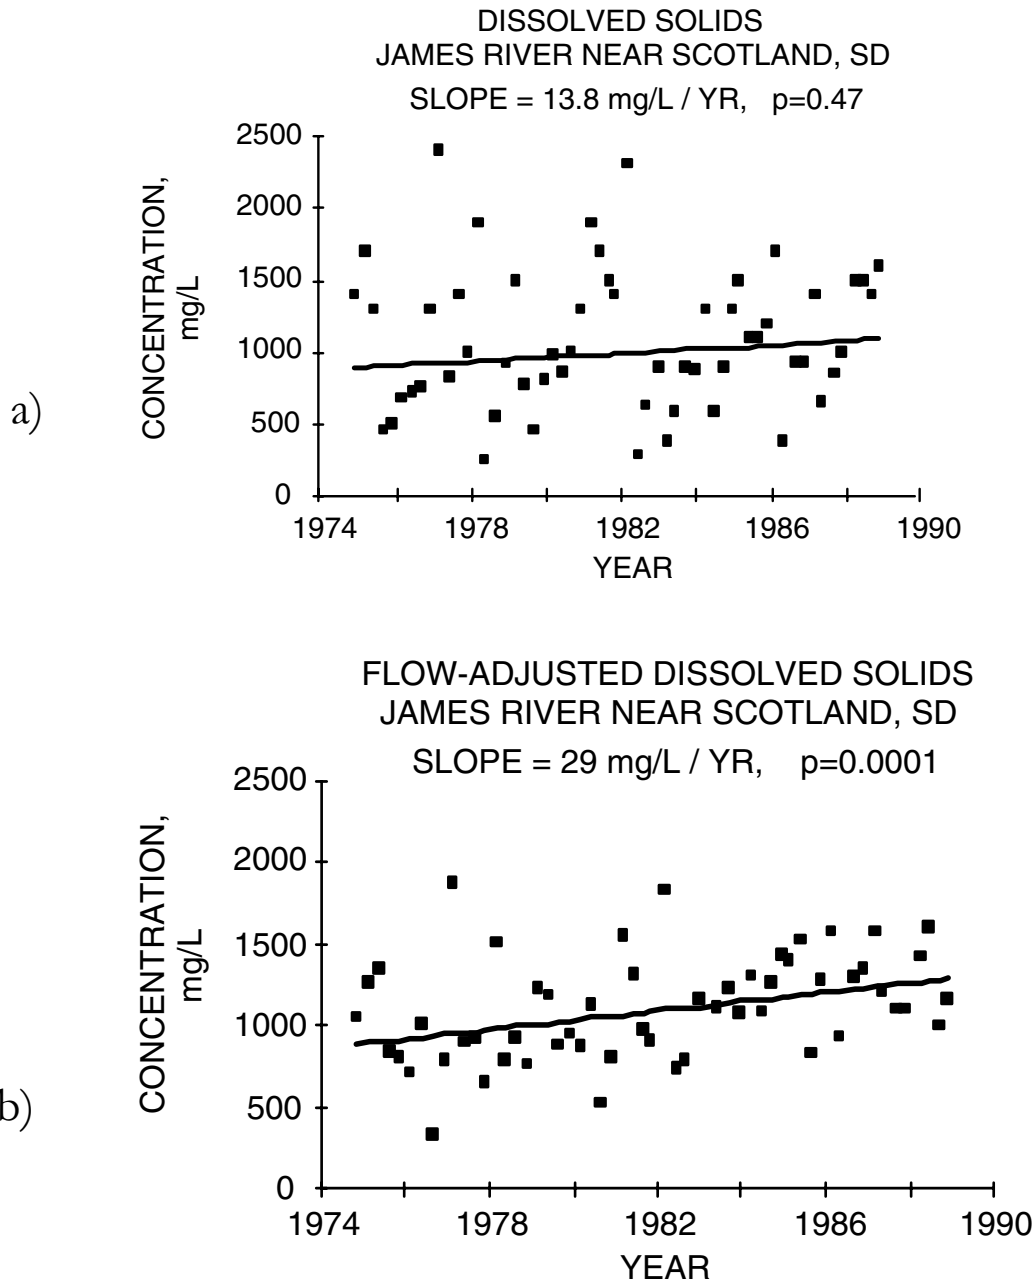 DISSOLVED SOLIDS
JAMES RIVER NEAR SCOTLAND, SD
SLOPE = 13.8 mg/L / YR, p=0.47
CONCENTRATION,
mg/L
2500
2000
1500
1000
500
0
1974 1978 1982 1986 1990
YEAR
a)
FLOW-ADJUSTED DISSOLVED SOLIDS
JAMES RIVER NEAR SCOTLAND, SD
SLOPE = 29 mg/L / YR, p=0.0001
CONCENTRATION,
mg/L
2500
2000
1500
1000
500
0
1974 1978 1982 1986 1990
YEAR
b)